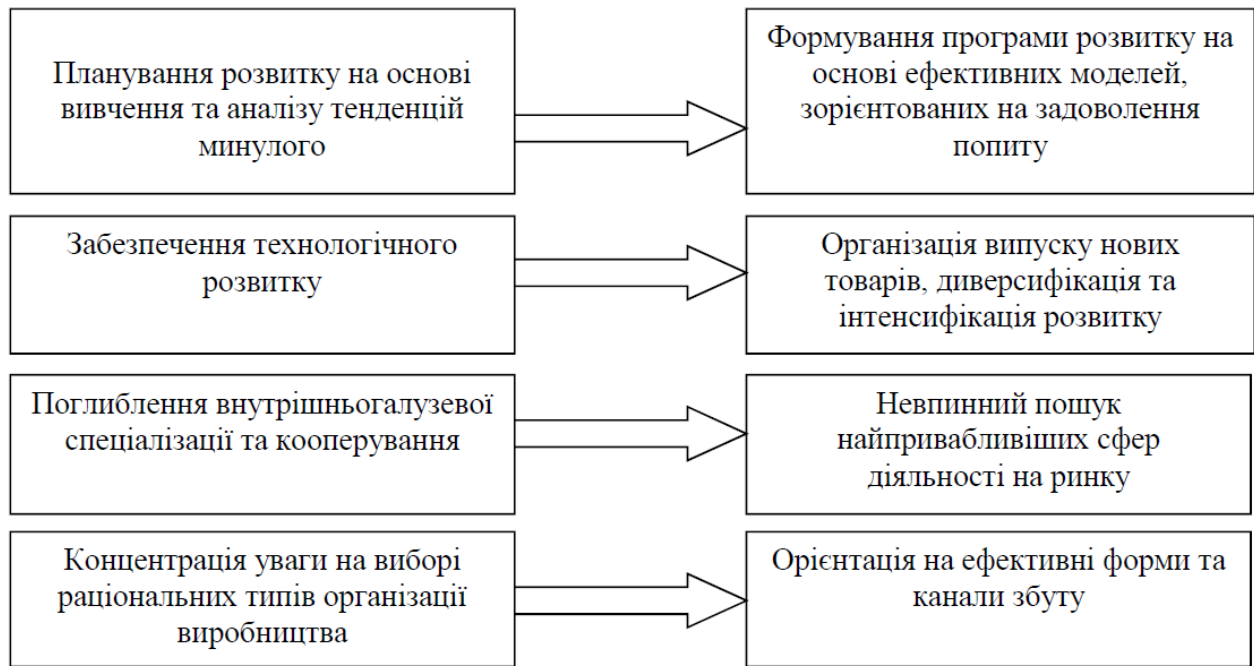 Планування розвитку на основі
вивчення та аналізу тенденцій
минулого
Формування програми розвитку на
основі ефективних моделей,
зорієнтованих на задоволення
попиту
Забезпечення технологічного
розвитку
Організація випуску нових
товарів, диверсифікація та
інтенсифікація розвитку
Поглиблення внутрішньогалузевої
спеціалізації та кооперування
Невпинний пошук
найпривабливіших сфер
діяльності на ринку
Концентрація уваги на виборі
раціональних типів організації
виробництва
Орієнтація на ефективні форми та
канали збуту